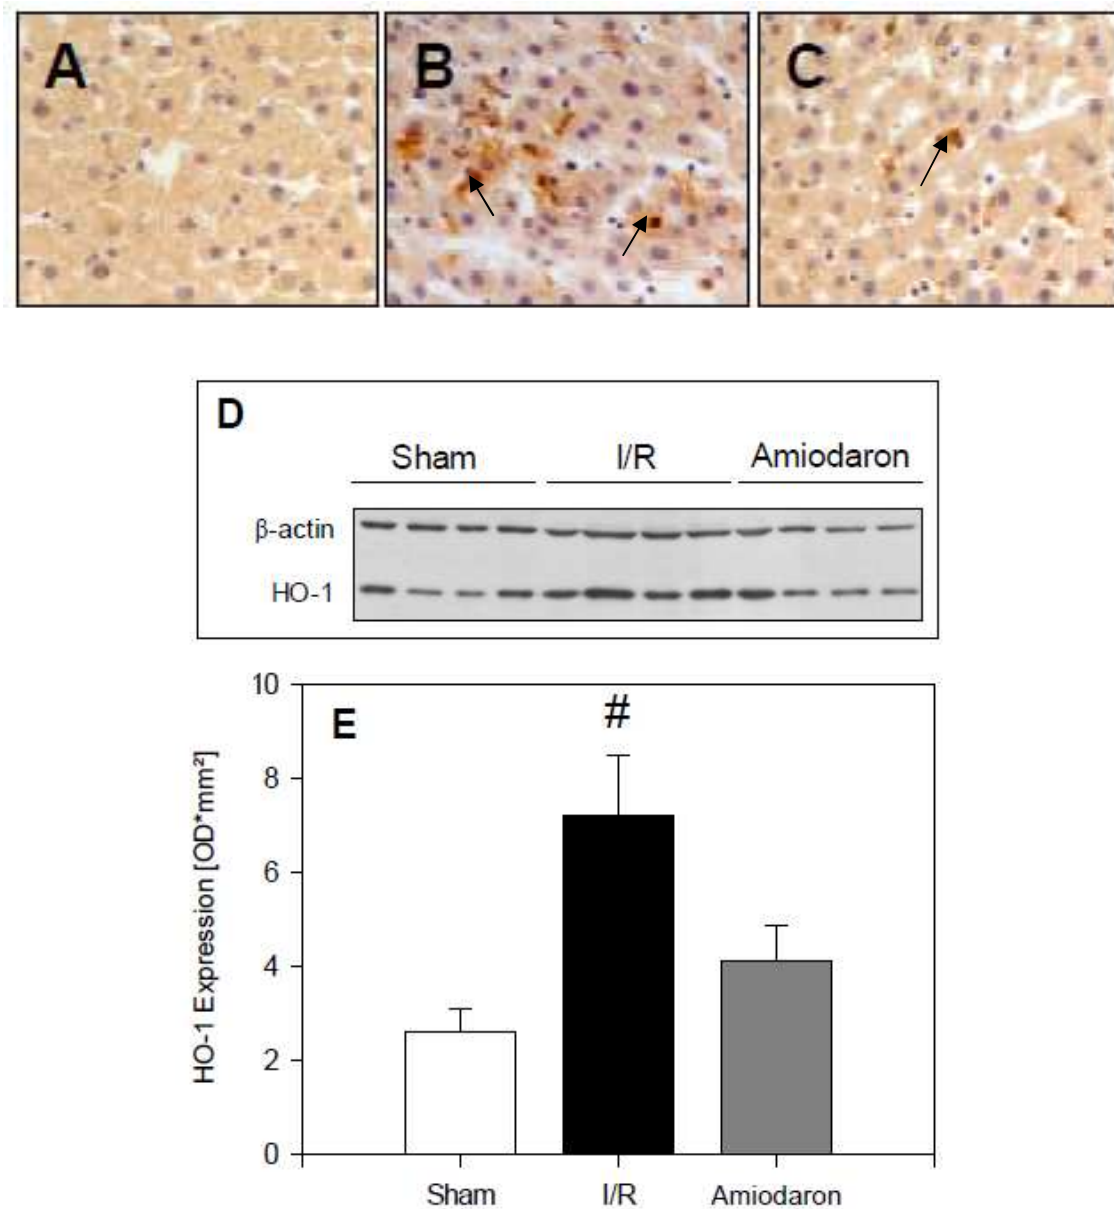 A B C
D
Sham I/R Amiodaron
β-actin
HO-1
10
E
#
8
6
4
2
0
HO-1 Expression [OD*mm²]
Sham I/R Amiodaron